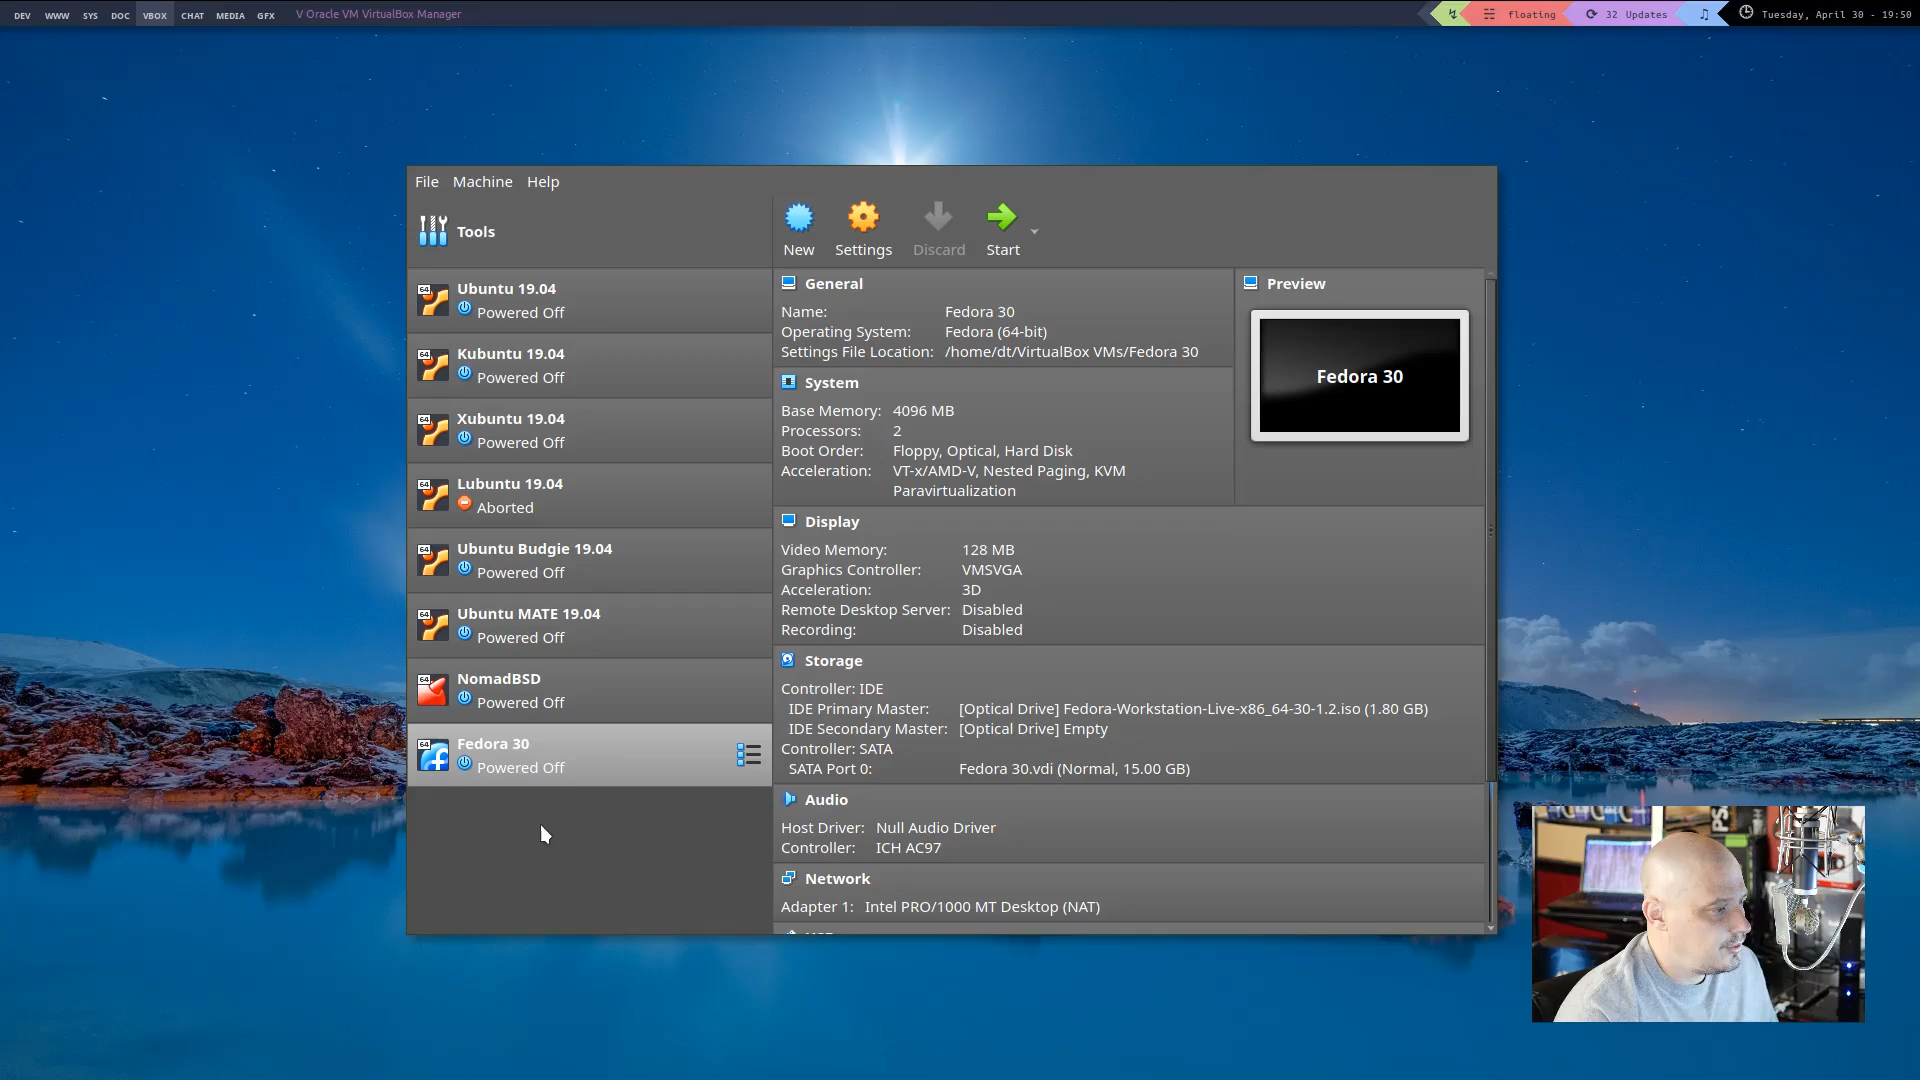 DEV WWW SYS DOC VBOX CHAT MEDIA GFX V Oracle VM VirtualBox Manager
floating 32 Updates Tuesday, April 30 - 19:50
File Machine Help
Tools
New Settings Discard Start
Ubuntu 19.04
Powered Off
Kubuntu 19.04
Powered Off
Xubuntu 19.04
Powered Off
Lubuntu 19.04
Aborted
Ubuntu Budgie 19.04
Powered Off
Ubuntu MATE 19.04
Powered Off
NomadBSD
Powered Off
Fedora 30
Powered Off
General
Name: Fedora 30
Operating System: Fedora (64-bit)
Settings File Location: /home/dt/VirtualBox VMs/Fedora 30
System
Base Memory: 4096 MB
Processors: 2
Boot Order: Floppy, Optical, Hard Disk
Acceleration: VT-x/AMD-V, Nested Paging, KVM
Paravirtualization
Preview
Fedora 30
Display
Video Memory: 128 MB
Graphics Controller: VMSVGA
Acceleration: 3D
Remote Desktop Server: Disabled
Recording: Disabled
Storage
Controller: IDE
IDE Primary Master: [Optical Drive] Fedora-Workstation-Live-x86_64-30-1.2.iso (1.80 GB)
IDE Secondary Master: [Optical Drive] Empty
Controller: SATA
SATA Port 0: Fedora 30.vdi (Normal, 15.00 GB)
Audio
Host Driver: Null Audio Driver
Controller: ICH AC97
Network
Adapter 1: Intel PRO/1000 MT Desktop (NAT)